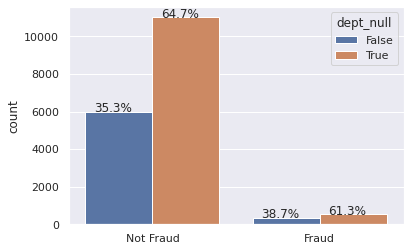 64.7%
dept_null
False
True
10000
8000
6000
4000
2000
0
count
35.3%
38.7%
61.3%
Not Fraud
Fraud